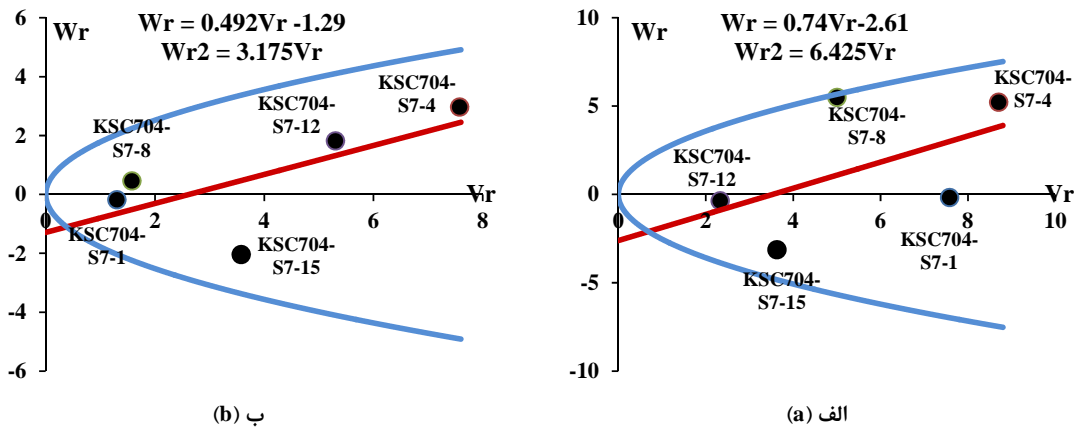 Wr
Wr = 0.492Vr -1.29
Wr2 = 3.175Vr
6
4
2
0
-2
-4
-6
0
2
4
6
8
Vr
KSC704-
S7-4
KSC704-
S7-12
KSC704-
S7-8
KSC704-
S7-1
KSC704-
S7-15
ب (b)
Wr
Wr = 0.74Vr-2.61
Wr2 = 6.425Vr
10
5
0
-5
-10
0
2
4
6
8
10
Vr
KSC704-
S7-4
KSC704-
S7-8
KSC704-
S7-12
KSC704-
S7-1
KSC704-
S7-15
الف (a)